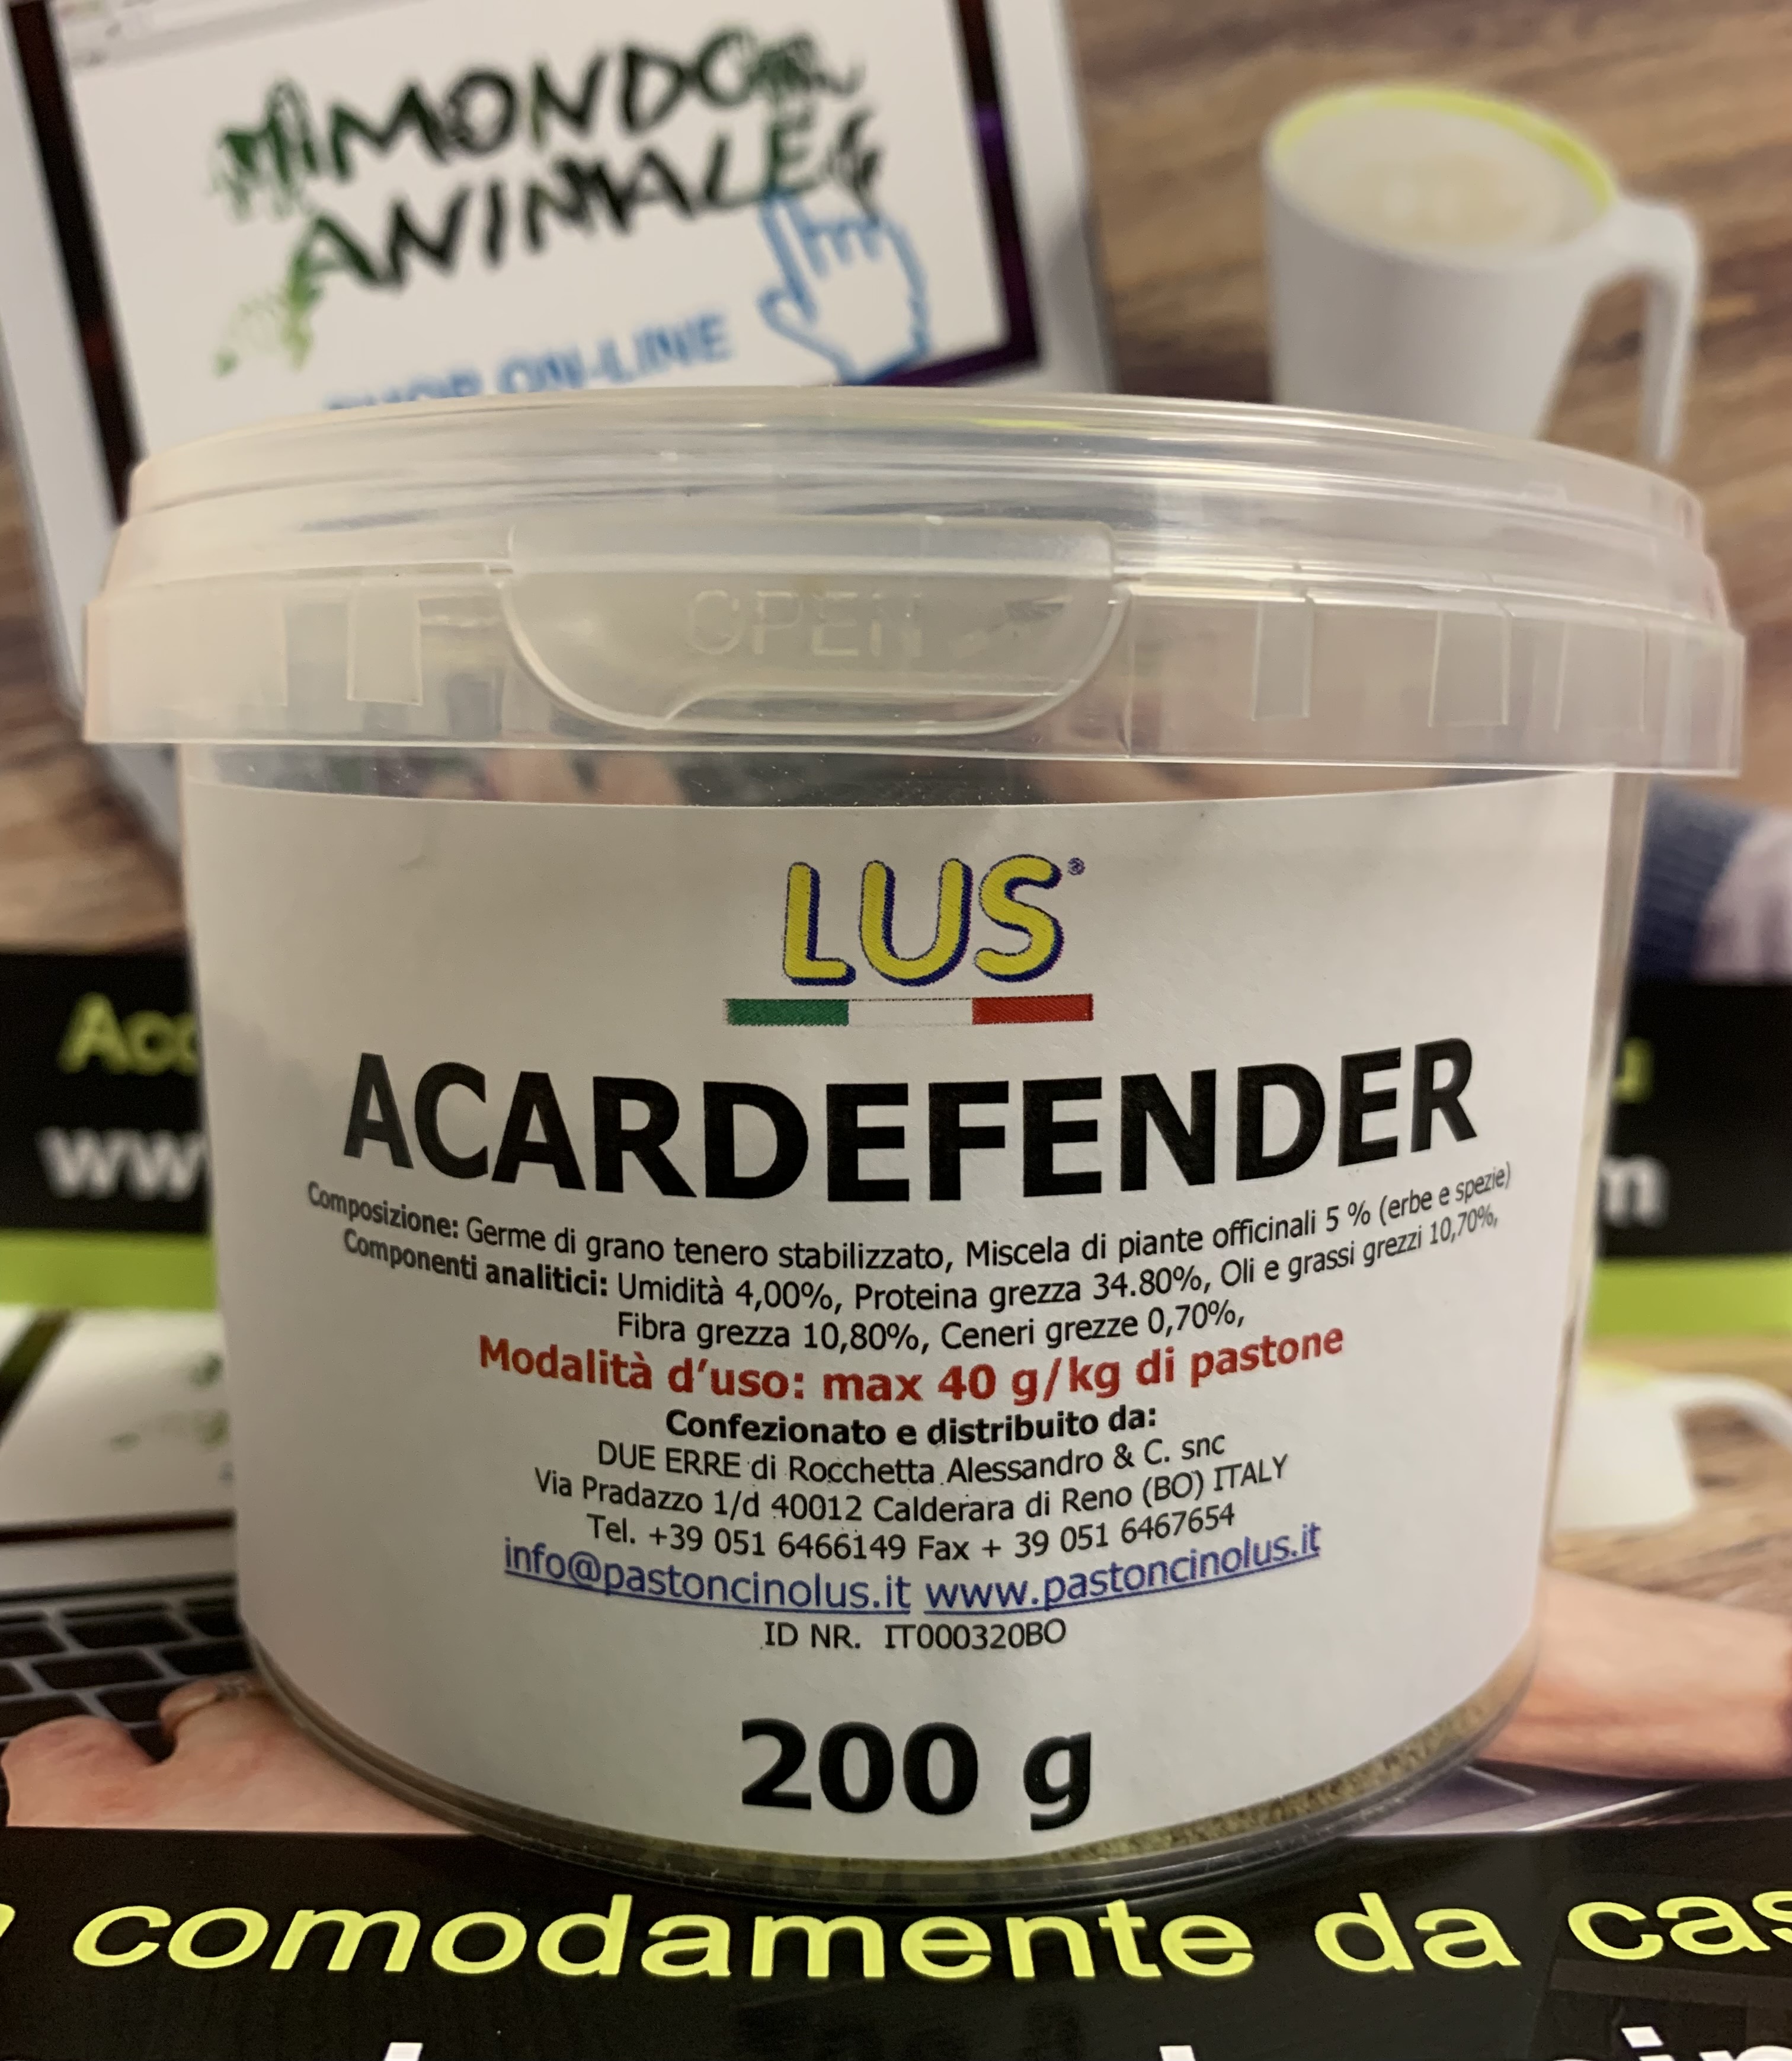 MONDO
ANIMALE
SHOP ON-LINE
OPEN
LUS®
ACARDEFENDER
Composizione: Germe di grano tenero stabilizzato, Miscela di piante officinali 5 % (erbe e spezie)
Componenti analitici: Umidità 4,00%, Proteina grezza 34.80%, Oli e grassi grezzi 10,70%,
Fibra grezza 10,80%, Ceneri grezze 0,70%,
Modalità d'uso: max 40 g/kg di pastone
Confezionato e distribuito da:
DUE ERRE di Rocchetta Alessandro & C. snc
Via Pradazzo 1/d 40012 Calderara di Reno (BO) ITALY
Tel. +39 051 6466149 Fax + 39 051 6467654
info@pastoncinolus.it www.pastoncinolus.it
ID NR. IT000320BO
200 g
comodamente da